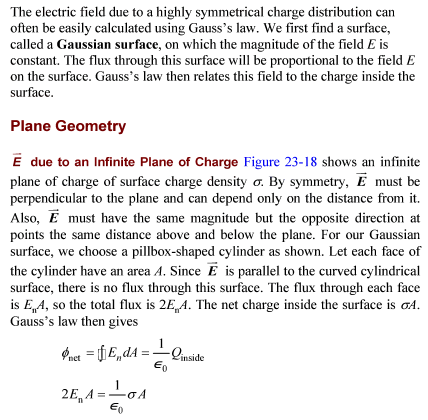 The electric field due to a highly symmetrical charge distribution can
often be easily calculated using Gauss's law. We first find a surface,
called a Gaussian surface, on which the magnitude of the field E is
constant. The flux through this surface will be proportional to the field E
on the surface. Gauss's law then relates this field to the charge inside the
surface.
Plane Geometry
E⃗ due to an Infinite Plane of Charge Figure 23-18 shows an infinite
plane of charge of surface charge density σ. By symmetry, E⃗ must be
perpendicular to the plane and can depend only on the distance from it.
Also, E⃗ must have the same magnitude but the opposite direction at
points the same distance above and below the plane. For our Gaussian
surface, we choose a pillbox-shaped cylinder as shown. Let each face of
the cylinder have an area A. Since E⃗ is parallel to the curved cylindrical
surface, there is no flux through this surface. The flux through each face
is EₙA, so the total flux is 2EₙA. The net charge inside the surface is σA.
Gauss's law then gives
ϕnet = ∯EₙdA = 1/ϵ₀ Qinside
2EₙA = 1/ϵ₀ σA